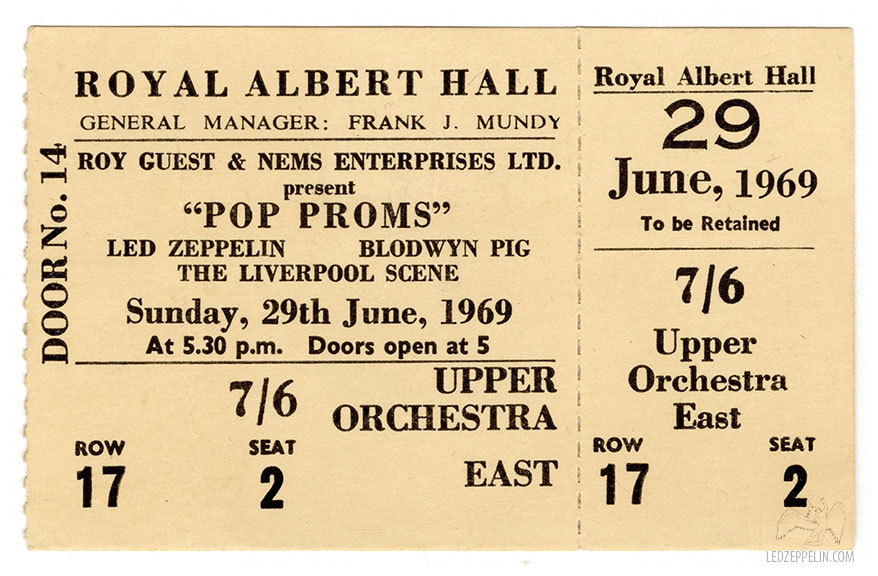 DOOR No. 14
ROYAL ALBERT HALL
GENERAL MANAGER: FRANK J. MUNDY
ROY GUEST & NEMS ENTERPRISES LTD.
present
“POP PROMS”
LED ZEPPELIN BLODWYN PIG
THE LIVERPOOL SCENE
Sunday, 29th June, 1969
At 5.30 p.m. Doors open at 5
7/6 UPPER
ORCHESTRA
EAST
ROW SEAT
17 2
Royal Albert Hall
29
June, 1969
To be Retained
7/6
Upper
Orchestra
East
ROW SEAT
17 2
LEDZEPPELIN.COM